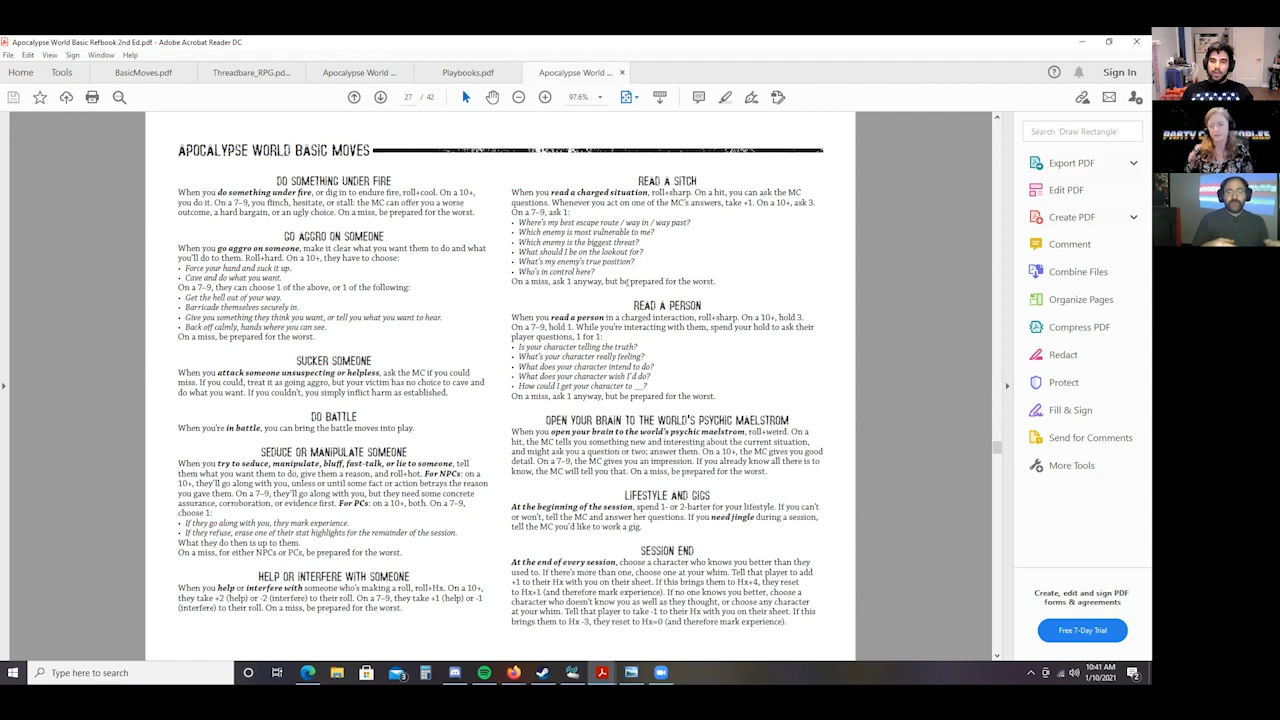 Apocalypse World Basic Refbook 2nd Ed.pdf - Adobe Acrobat Reader DC
File Edit View Sign Window Help
Home Tools BasicMoves.pdf Threadbare_RPG.pd... Apocalypse World ... Playbooks.pdf Apocalypse World ... × Sign In
27 / 42 97.6%
APOCALYPSE WORLD BASIC MOVES
DO SOMETHING UNDER FIRE
When you do something under fire, or dig in to endure fire, roll+cool. On a 10+,
you do it. On a 7–9, you flinch, hesitate, or stall: the MC can offer you a worse
outcome, a hard bargain, or an ugly choice. On a miss, be prepared for the worst.
GO AGGRO ON SOMEONE
When you go aggro on someone, make it clear what you want them to do and what
you'll do to them. Roll+hard. On a 10+, they have to choose:
• Force your hand and suck it up.
• Cave and do what you want.
On a 7–9, they can choose 1 of the above, or 1 of the following:
• Get the hell out of your way.
• Barricade themselves securely in.
• Give you something they think you want, or tell you what you want to hear.
• Back off calmly, hands where you can see.
On a miss, be prepared for the worst.
SUCKER SOMEONE
When you attack someone unsuspecting or helpless, ask the MC if you could
miss. If you could, treat it as going aggro, but your victim has no choice to cave and
do what you want. If you couldn't, you simply inflict harm as established.
DO BATTLE
When you're in battle, you can bring the battle moves into play.
SEDUCE OR MANIPULATE SOMEONE
When you try to seduce, manipulate, bluff, fast-talk, or lie to someone, tell
them what you want them to do, give them a reason, and roll+hot. For NPCs: on a
10+, they'll go along with you, unless or until some fact or action betrays the reason
you gave them. On a 7–9, they'll go along with you, but they need some concrete
assurance, corroboration, or evidence first. For PCs: on a 10+, both. On a 7–9,
choose 1:
• If they go along with you, they mark experience.
• If they refuse, erase one of their stat highlights for the remainder of the session.
What they do then is up to them.
On a miss, for either NPCs or PCs, be prepared for the worst.
HELP OR INTERFERE WITH SOMEONE
When you help or interfere with someone who's making a roll, roll+Hx. On a 10+,
they take +2 (help) or -2 (interfere) to their roll. On a 7–9, they take +1 (help) or -1
(interfere) to their roll. On a miss, be prepared for the worst.
READ A SITCH
When you read a charged situation, roll+sharp. On a hit, you can ask the MC
questions. Whenever you act on one of the MC's answers, take +1. On a 10+, ask 3.
On a 7–9, ask 1:
• Where's my best escape route / way in / way past?
• Which enemy is most vulnerable to me?
• Which enemy is the biggest threat?
• What should I be on the lookout for?
• What's my enemy's true position?
• Who's in control here?
On a miss, ask 1 anyway, but be prepared for the worst.
READ A PERSON
When you read a person in a charged interaction, roll+sharp. On a 10+, hold 3.
On a 7–9, hold 1. While you're interacting with them, spend your hold to ask their
player questions, 1 for 1:
• Is your character telling the truth?
• What's your character really feeling?
• What does your character intend to do?
• What does your character wish I'd do?
• How could I get your character to __?
On a miss, ask 1 anyway, but be prepared for the worst.
OPEN YOUR BRAIN TO THE WORLD'S PSYCHIC MAELSTROM
When you open your brain to the world's psychic maelstrom, roll+weird. On a
hit, the MC tells you something new and interesting about the current situation,
and might ask you a question or two; answer them. On a 10+, the MC gives you good
detail. On a 7–9, the MC gives you an impression. If you already know all there is to
know, the MC will tell you that. On a miss, be prepared for the worst.
LIFESTYLE AND GIGS
At the beginning of the session, spend 1- or 2-barter for your lifestyle. If you can't
or won't, tell the MC and answer her questions. If you need jingle during a session,
tell the MC you'd like to work a gig.
SESSION END
At the end of every session, choose a character who knows you better than they
used to. If there's more than one, choose one at your whim. Tell that player to add
+1 to their Hx with you on their sheet. If this brings them to Hx+4, they reset
to Hx+1 (and therefore mark experience). If no one knows you better, choose a
character who doesn't know you as well as they thought, or choose any character
at your whim. Tell that player to take -1 to their Hx with you on their sheet. If this
brings them to Hx -3, they reset to Hx=0 (and therefore mark experience).
Search 'Draw Rectangle'
Export PDF
Edit PDF
Create PDF
Comment
Combine Files
Organize Pages
Compress PDF
Redact
Protect
Fill & Sign
Send for Comments
More Tools
Create, edit and sign PDF
forms & agreements
Free 7-Day Trial
Type here to search
10:41 AM
1/10/2021